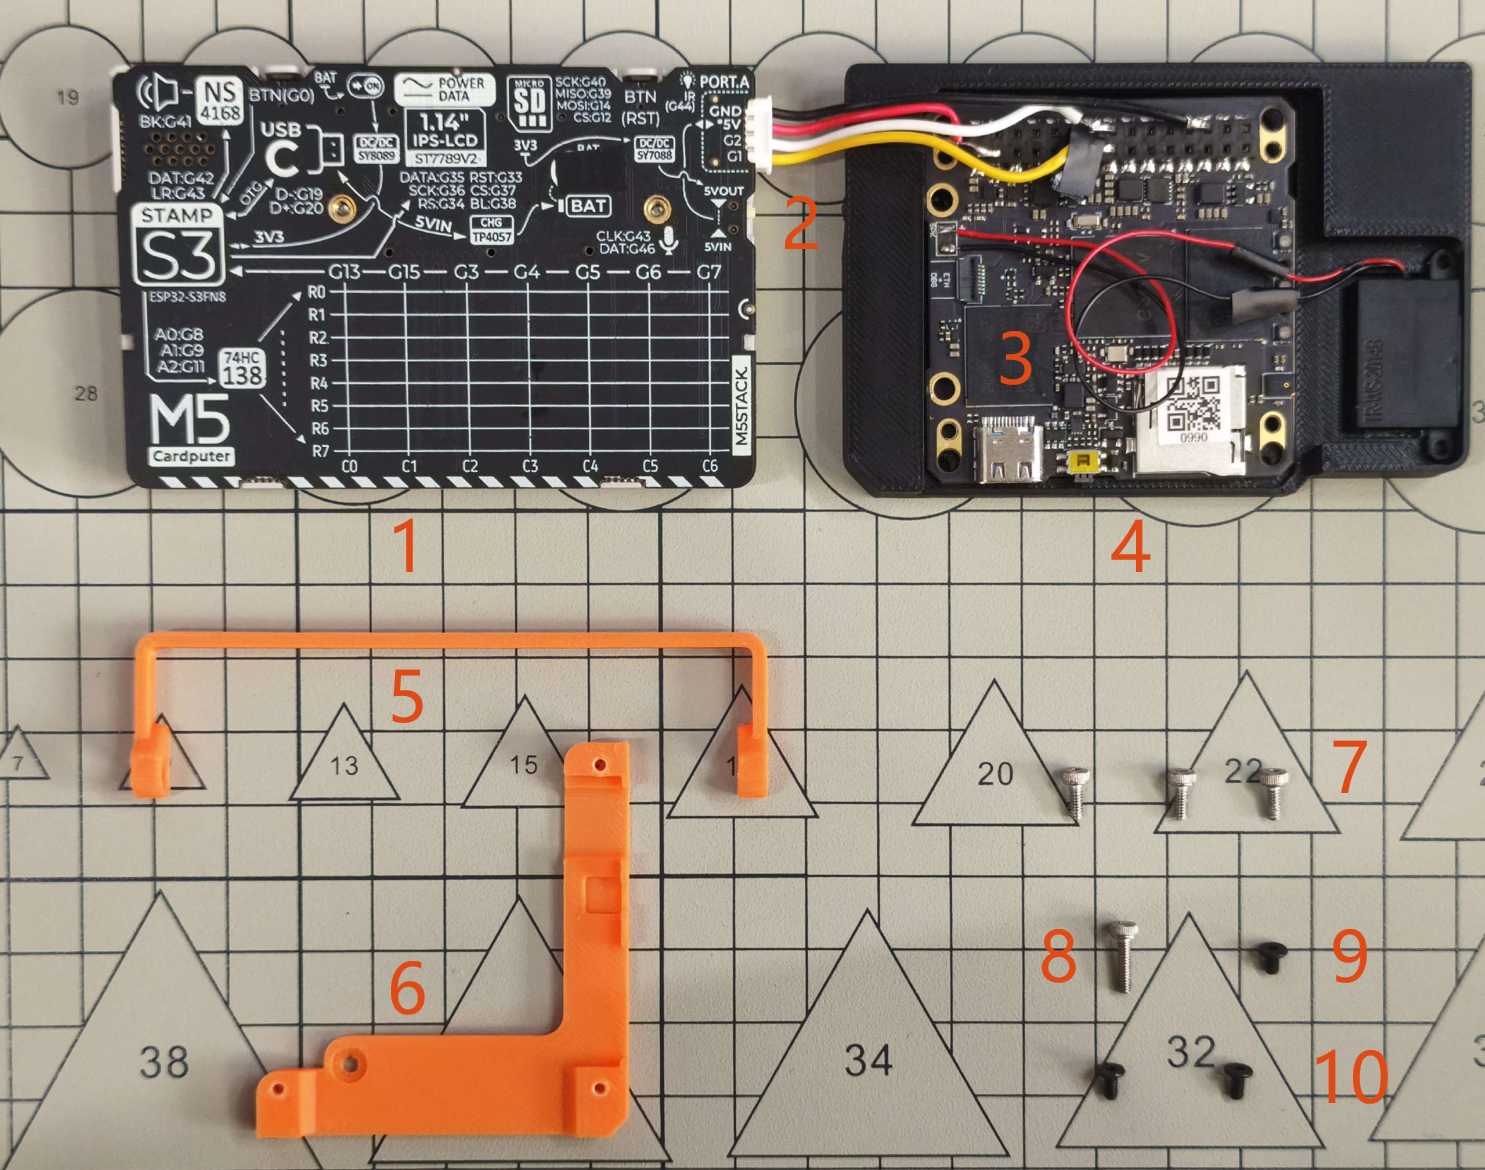 19
28
NS
4168
BK:G41
BTN(G0)
BAT
ON
POWER
DATA
MICRO
SD
SCK:G40
MISO:G39
MOSI:G14
CS:G12
BTN
(RST)
IR
(G44)
PORT.A
GND
*5V
G2
G1
USB
C
DC/DC
SY8089
1.14"
IPS-LCD
ST7789V2
3V3
BAT
DC/DC
SY7088
DAT:G42
LR:G43
OTG
D-:G19
D+:G20
DATA:G35 RST:G33
SCK:G36 CS:G37
RS:G34 BL:G38
BAT
5VOUT
5VIN
STAMP
S3
ESP32-S3FN8
3V3
5VIN
CHG
TP4057
CLK:G43
DAT:G46
G13 G15 G3 G4 G5 G6 G7
R0
R1
R2
R3
R4
R5
R6
R7
C0 C1 C2 C3 C4 C5 C6
A0:G8
A1:G9
A2:G11
74HC
138
M5
Cardputer
M5STACK
SPK
0990
1
2
3
4
5
6
7
8
9
10
7
13
15
20
22
38
34
32